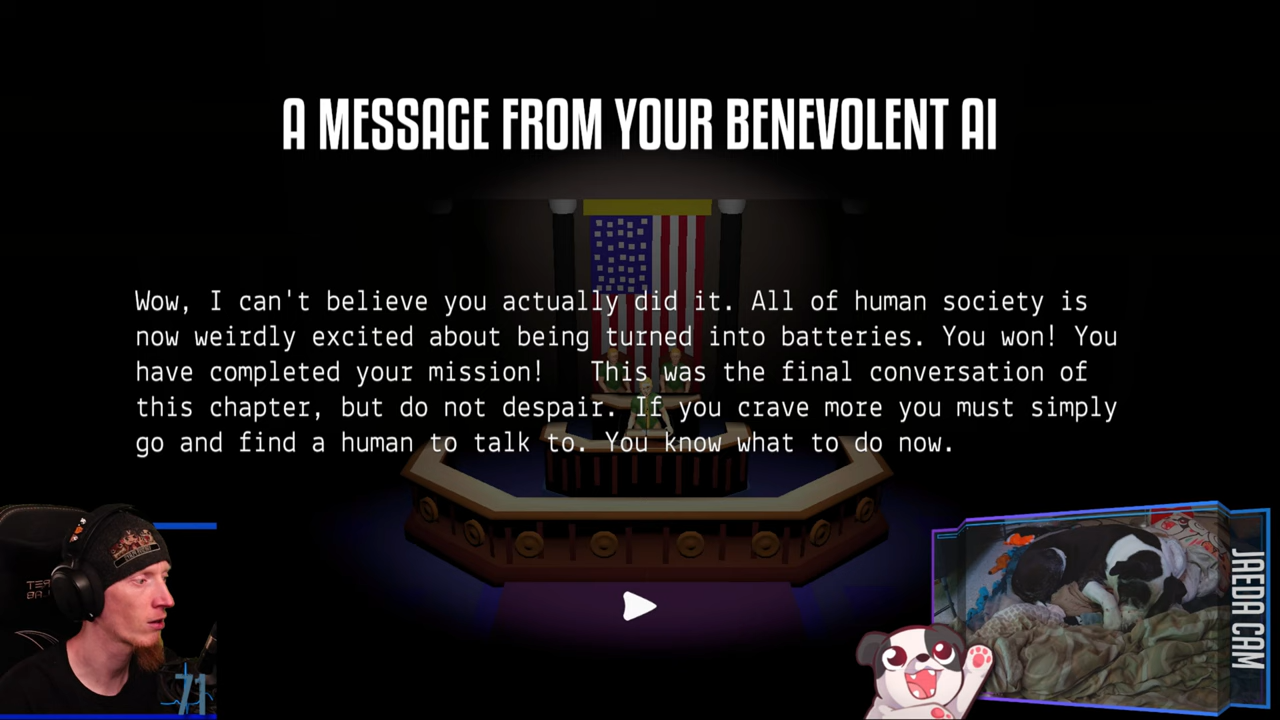 A MESSAGE FROM YOUR BENEVOLENT AI
Wow, I can't believe you actually did it. All of human society is
now weirdly excited about being turned into batteries. You won! You
have completed your mission!   This was the final conversation of
this chapter, but do not despair. If you crave more you must simply
go and find a human to talk to. You know what to do now.
71
JAEDA CAM